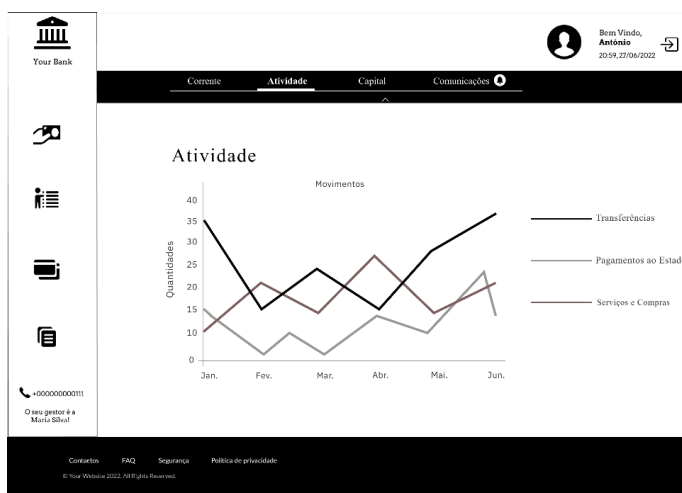 Your Bank
Bem Vindo,
António
20:59, 27/06/2022
Corrente
Atividade
Capital
Comunicações
Atividade
Movimentos
Quantidades
40
35
30
25
20
15
10
0
Jan.
Fev.
Mar.
Abr.
Mai.
Jun.
Transferências
Pagamentos ao Estad
Serviços e Compras
+000000000111
O seu gestor é a
Maria Silva!
Contactos
FAQ
Segurança
Política de privacidade
© Your Website 2022. All Rights Reserved.